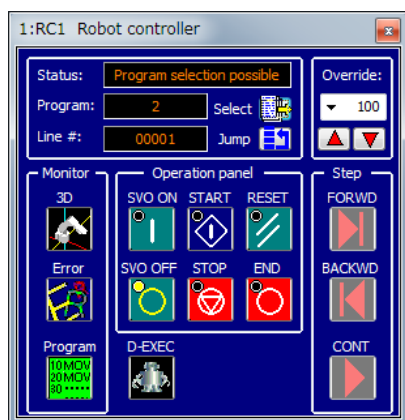 1:RC1 Robot controller
Status: Program selection possible
Program: 2 Select
Line #: 00001 Jump
Override:
100
Monitor
3D
Error
Program
10MOV
20MOV
30
Operation panel
SVO ON START RESET
SVO OFF STOP END
D-EXEC
Step
FORWD
BACKWD
CONT